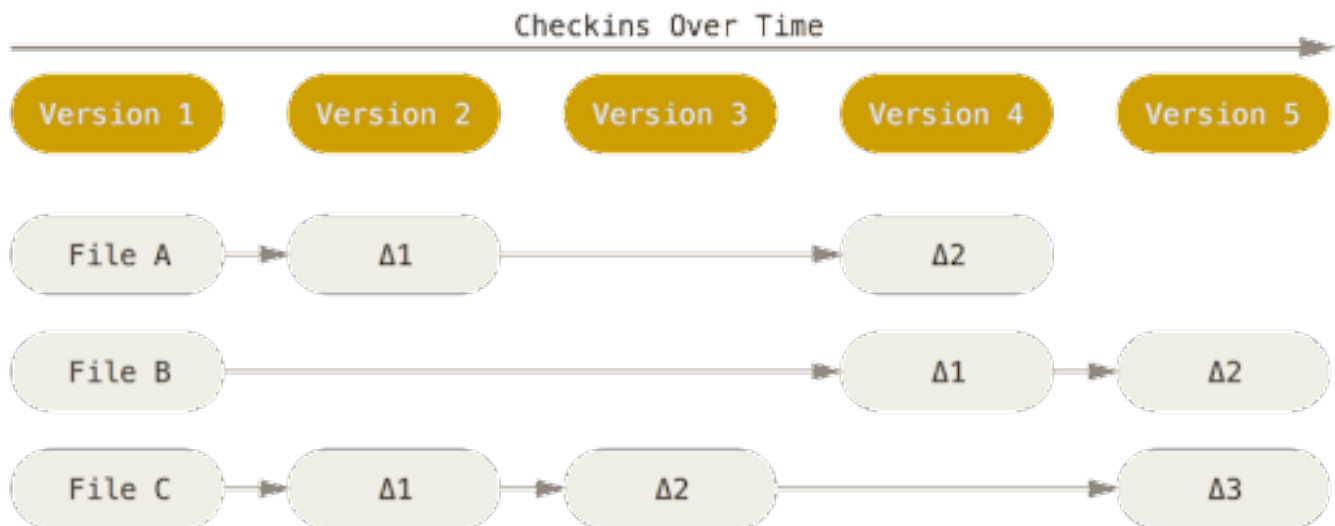 Checkins Over Time
Version 1 Version 2 Version 3 Version 4 Version 5
File A Δ1 Δ2
File B Δ1 Δ2
File C Δ1 Δ2 Δ3